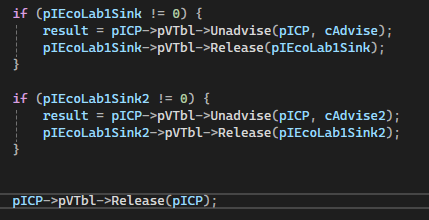 if (pIEcoLab1Sink != 0) {
    result = pICP->pVTbl->Unadvise(pICP, cAdvise);
    pIEcoLab1Sink->pVTbl->Release(pIEcoLab1Sink);
}
if (pIEcoLab1Sink2 != 0) {
    result = pICP->pVTbl->Unadvise(pICP, cAdvise2);
    pIEcoLab1Sink2->pVTbl->Release(pIEcoLab1Sink2);
}
pICP->pVTbl->Release(pICP);